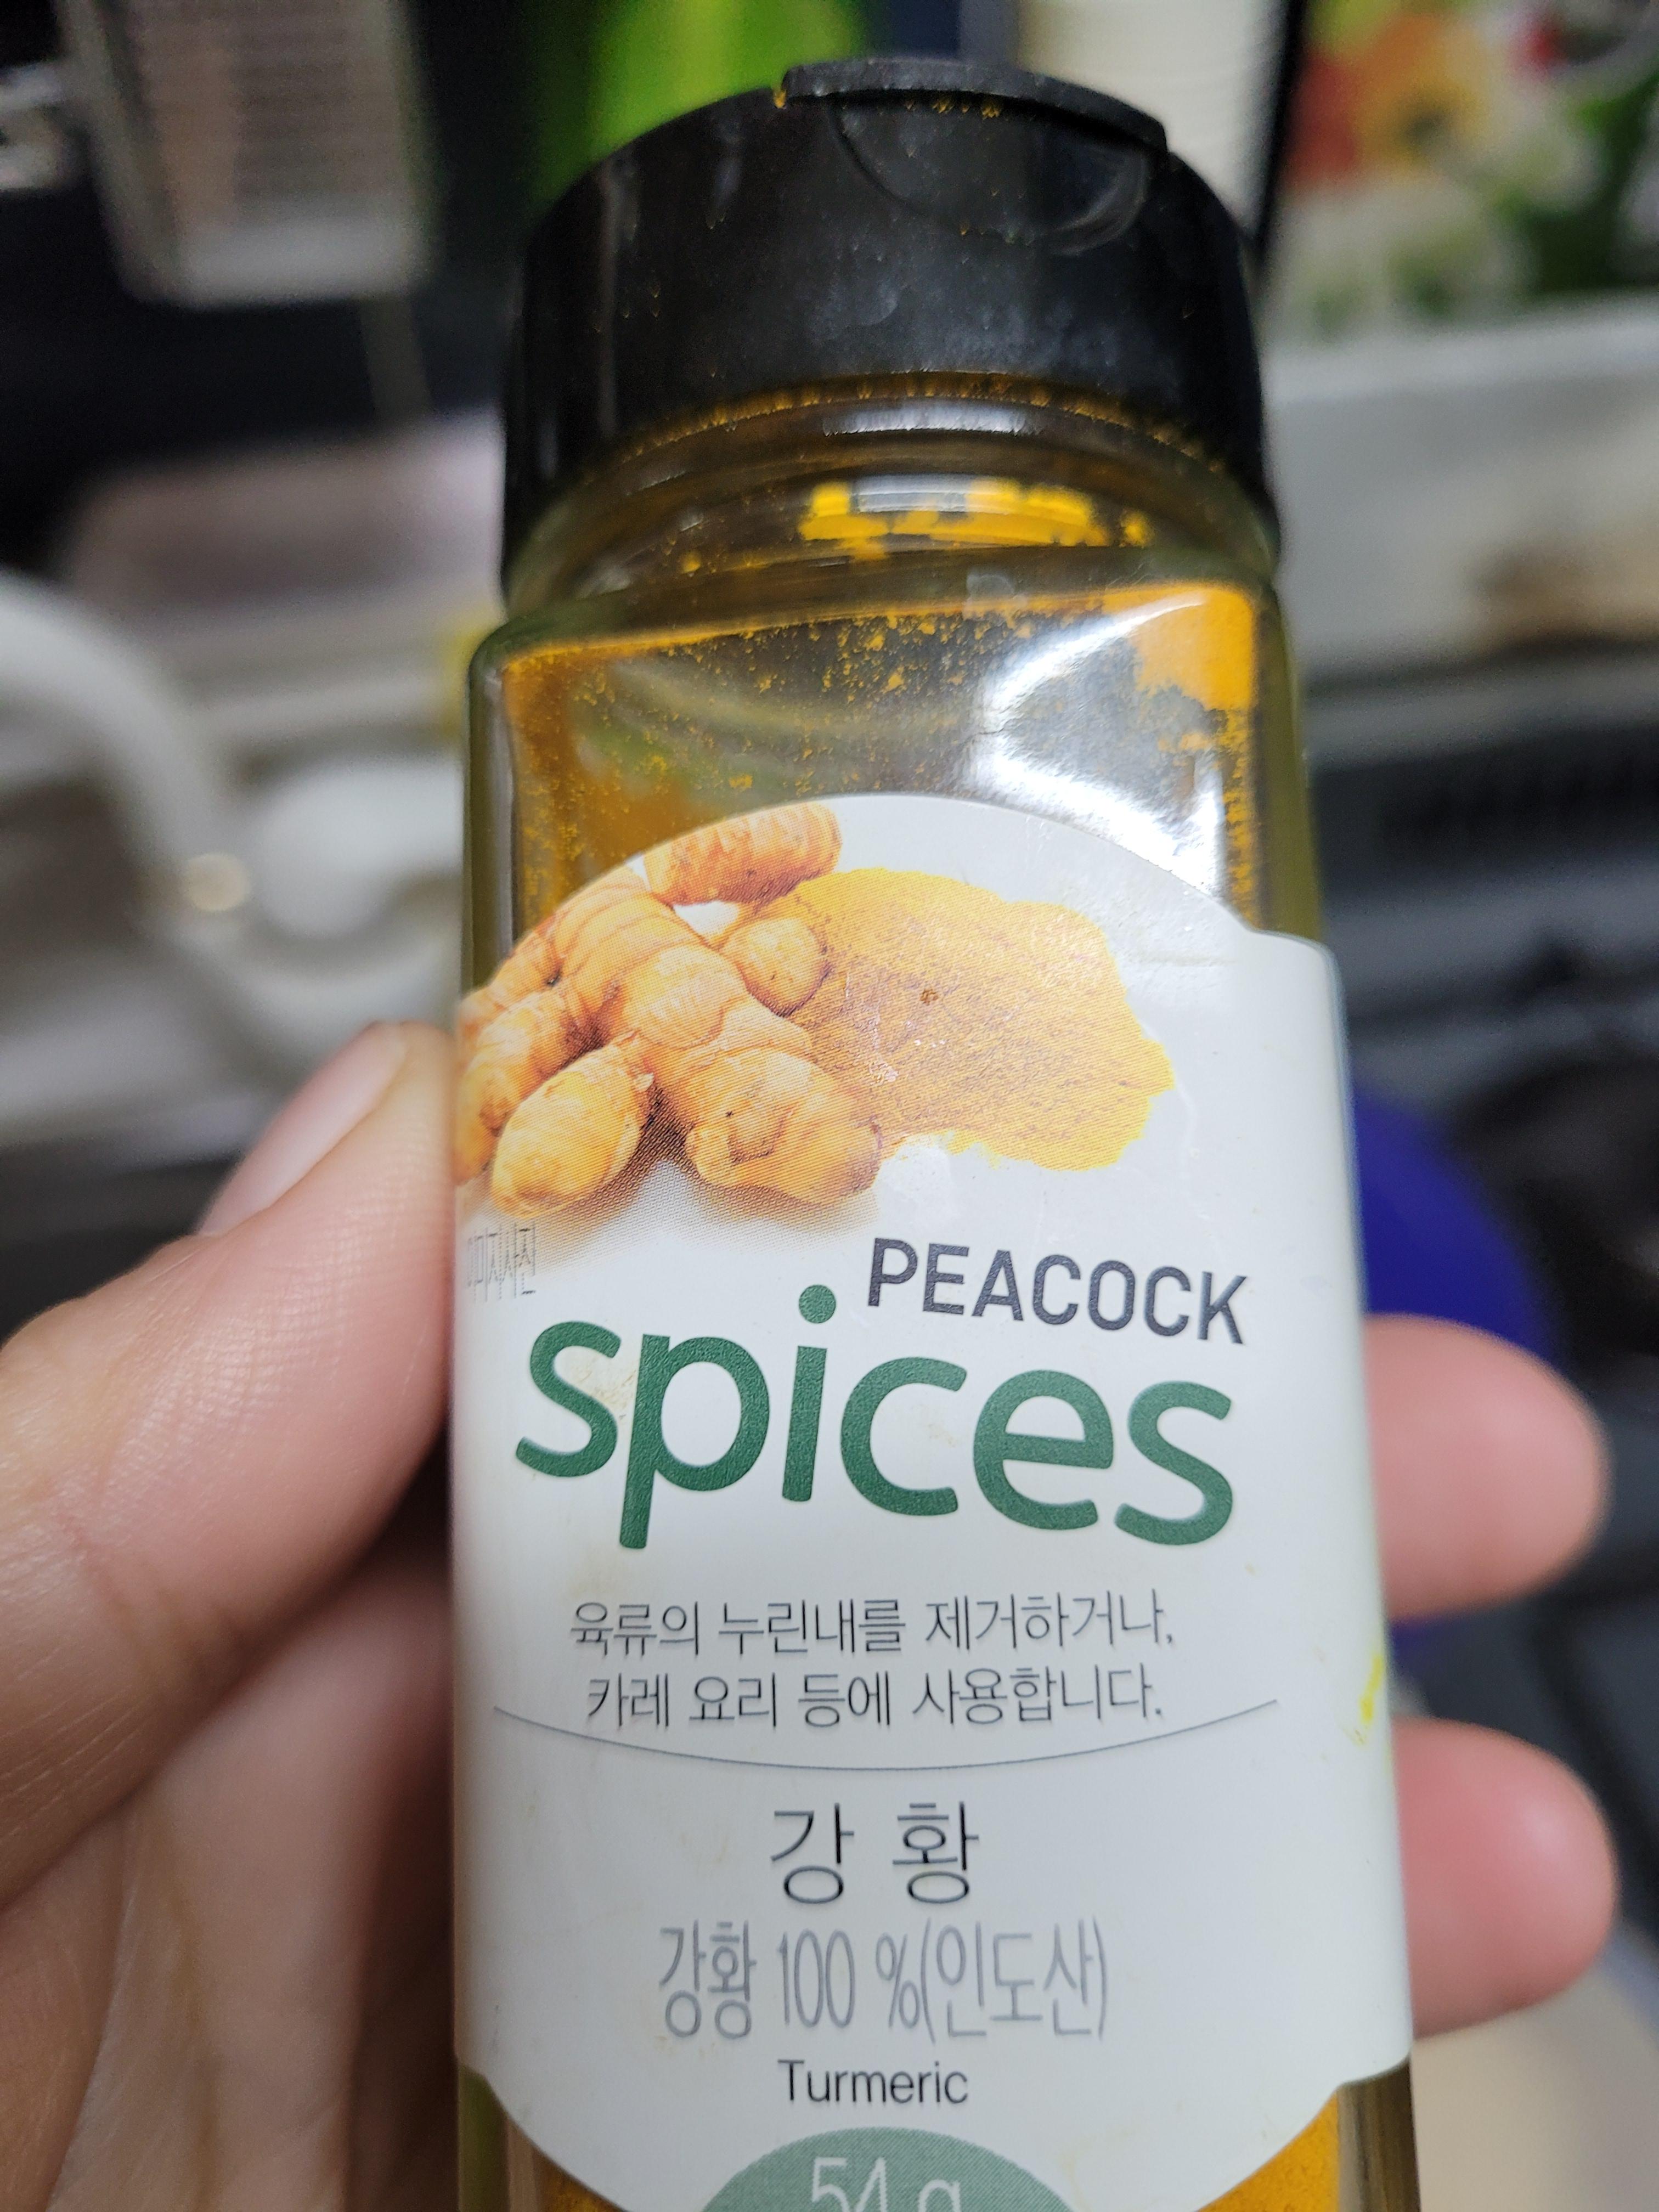 PEACOCK
spices
육류의 누린내를 제거하거나,
카레 요리 등에 사용합니다.
강황
강황 100 %(인도산)
Turmeric
54 g